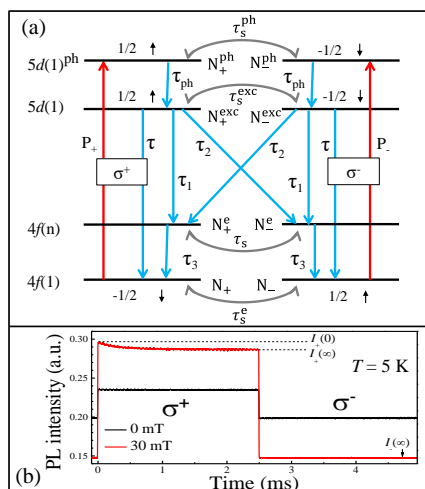 (a)
1/2 ↑ τ_s^ph -1/2 ↓
5d(1)^ph N_+^ph N_-^ph
τ_ph τ_ph
1/2 ↑ τ_s^exc -1/2 ↓
5d(1) N_+^exc N_-^exc
P_+ τ τ_2 τ_2 τ P_-
σ^+ τ_1 τ_1 σ^-
4f(n) N_+^e N_-^e
τ_3 τ_s τ_3
4f(1) N_+ N_-
-1/2 ↓ τ_s^e 1/2 ↑
(b)
PL intensity (a.u.)
0.30
0.25
0.20
0.15
I_+(0)
I_+(∞)
T = 5 K
σ^+ σ^-
0 mT
30 mT
I_-(∞)
0 1 2 3 4
Time (ms)